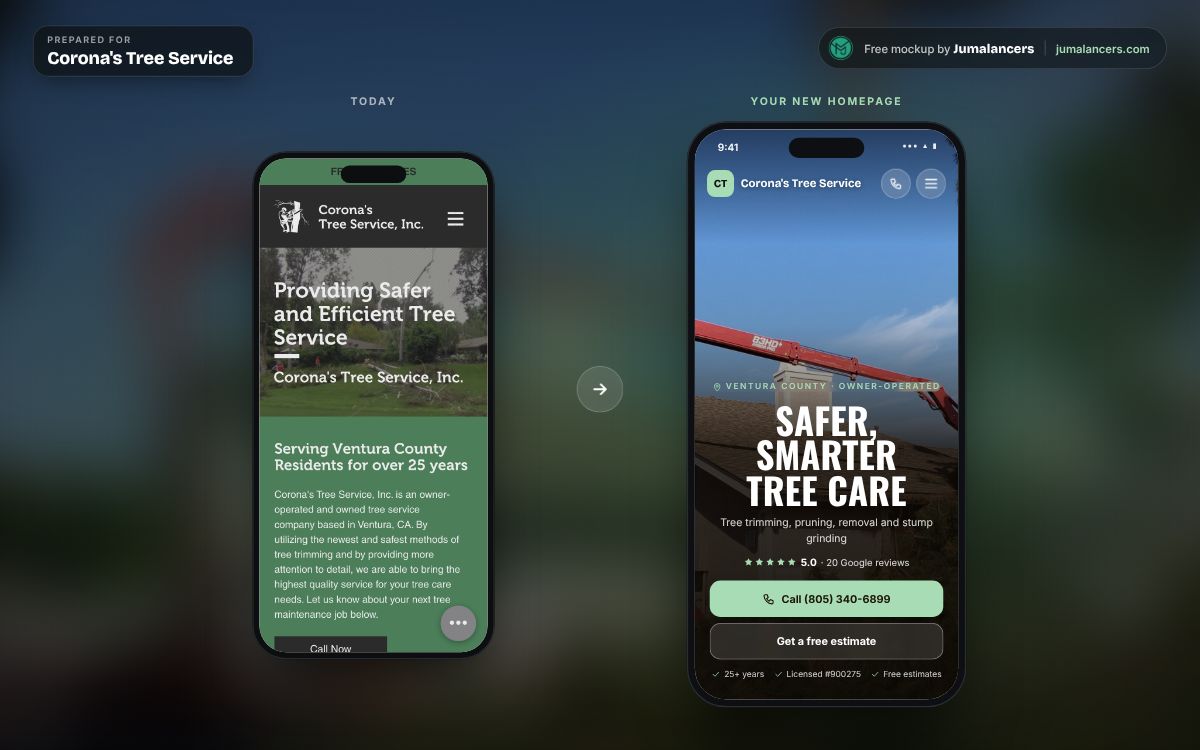 PREPARED FOR
Corona's Tree Service
Free mockup by Jumalancers
jumalancers.com
TODAY
YOUR NEW HOMEPAGE
Corona's
Tree Service, Inc.
Providing Safer
and Efficient Tree
Service
Corona's Tree Service, Inc.
Serving Ventura County
Residents for over 25 years
Corona's Tree Service, Inc. is an owner-
operated and owned tree service
company based in Ventura, CA. By
utilizing the newest and safest methods of
tree trimming and by providing more
attention to detail, we are able to bring the
highest quality service for your tree care
needs. Let us know about your next tree
maintenance job below.
Call Now
9:41
CT
Corona's Tree Service
VENTURA COUNTY · OWNER-OPERATED
SAFER,
SMARTER
TREE CARE
Tree trimming, pruning, removal and stump
grinding
5.0 · 20 Google reviews
Call (805) 340-6899
Get a free estimate
25+ years
Licensed #900275
Free estimates